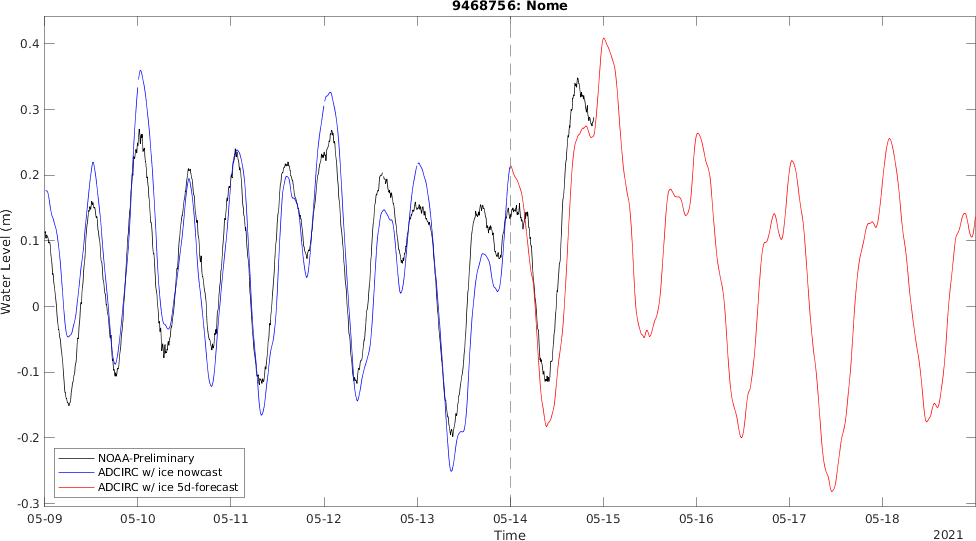 9468756: Nome
0.4
0.3
0.2
0.1
0
-0.1
-0.2
-0.3
Water Level (m)
NOAA-Preliminary
ADCIRC w/ ice nowcast
ADCIRC w/ ice 5d-forecast
05-09 05-10 05-11 05-12 05-13 05-14 05-15 05-16 05-17 05-18
Time
2021